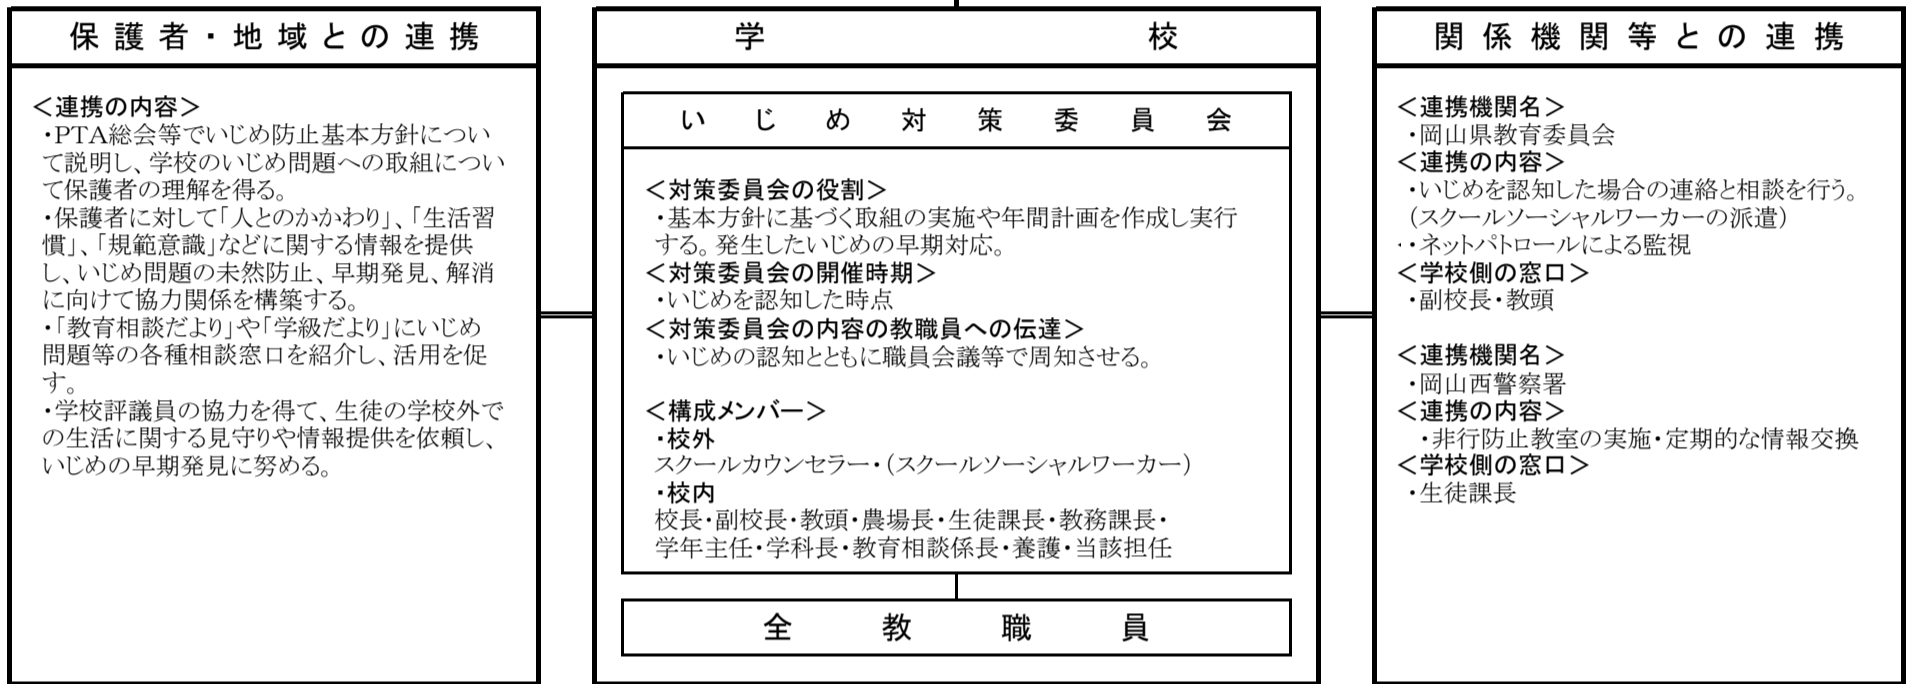 保護者・地域との連携
＜連携の内容＞
・PTA総会等でいじめ防止基本方針につい
て説明し、学校のいじめ問題への取組につい
て保護者の理解を得る。
・保護者に対して「人とのかかわり」、「生活習
慣」、「規範意識」などに関する情報を提供
し、いじめ問題の未然防止、早期発見、解消
に向けて協力関係を構築する。
・「教育相談だより」や「学級だより」にいじめ
問題等の各種相談窓口を紹介し、活用を促
す。
・学校評議員の協力を得て、生徒の学校外で
の生活に関する見守りや情報提供を依頼し、
いじめの早期発見に努める。
学校
いじめ対策委員会
＜対策委員会の役割＞
・基本方針に基づく取組の実施や年間計画を作成し実行
する。発生したいじめの早期対応。
＜対策委員会の開催時期＞
・いじめを認知した時点
＜対策委員会の内容の教職員への伝達＞
・いじめの認知とともに職員会議等で周知させる。
＜構成メンバー＞
・校外
スクールカウンセラー・（スクールソーシャルワーカー）
・校内
校長・副校長・教頭・農場長・生徒課長・教務課長・
学年主任・学科長・教育相談係長・養護・当該担任
全教職員
関係機関等との連携
＜連携機関名＞
・岡山県教育委員会
＜連携の内容＞
・いじめを認知した場合の連絡と相談を行う。
（スクールソーシャルワーカーの派遣）
・・ネットパトロールによる監視
＜学校側の窓口＞
・副校長・教頭
＜連携機関名＞
・岡山西警察署
＜連携の内容＞
・非行防止教室の実施・定期的な情報交換
＜学校側の窓口＞
・生徒課長